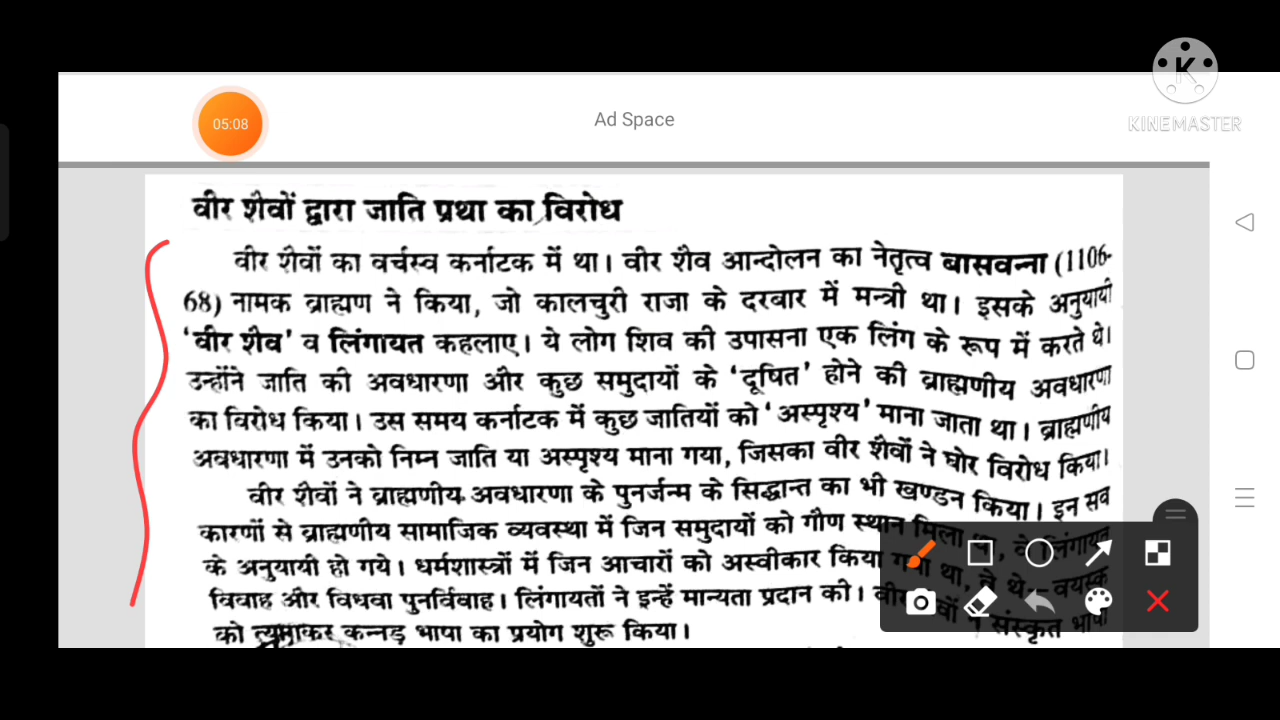 05:08
Ad Space
K
KINEMASTER
वीर शैवों द्वारा जाति प्रथा का विरोध
वीर शैवों का वर्चस्व कर्नाटक में था। वीर शैव आन्दोलन का नेतृत्व बासवन्ना (1106-
68) नामक ब्राह्मण ने किया, जो कालचुरी राजा के दरबार में मन्त्री था। इसके अनुयायी
'वीर शैव' व लिंगायत कहलाए। ये लोग शिव की उपासना एक लिंग के रूप में करते थे।
उन्होंने जाति की अवधारणा और कुछ समुदायों के 'दूषित' होने की ब्राह्मणीय अवधारणा
का विरोध किया। उस समय कर्नाटक में कुछ जातियों को 'अस्पृश्य' माना जाता था। ब्राह्मणीय
अवधारणा में उनको निम्न जाति या अस्पृश्य माना गया, जिसका वीर शैवों ने घोर विरोध किया।
वीर शैवों ने ब्राह्मणीय अवधारणा के पुनर्जन्म के सिद्धान्त का भी खण्डन किया। इन सब
कारणों से ब्राह्मणीय सामाजिक व्यवस्था में जिन समुदायों को गौण स्थान मिला था, वे लिंगायत
के अनुयायी हो गये। धर्मशास्त्रों में जिन आचारों को अस्वीकार किया गया था, वे थे— वयस्क
विवाह और विधवा पुनर्विवाह। लिंगायतों ने इन्हें मान्यता प्रदान की। वीर शैवों ने संस्कृत भाषा
को त्यागकर कन्नड़ भाषा का प्रयोग शुरू किया।